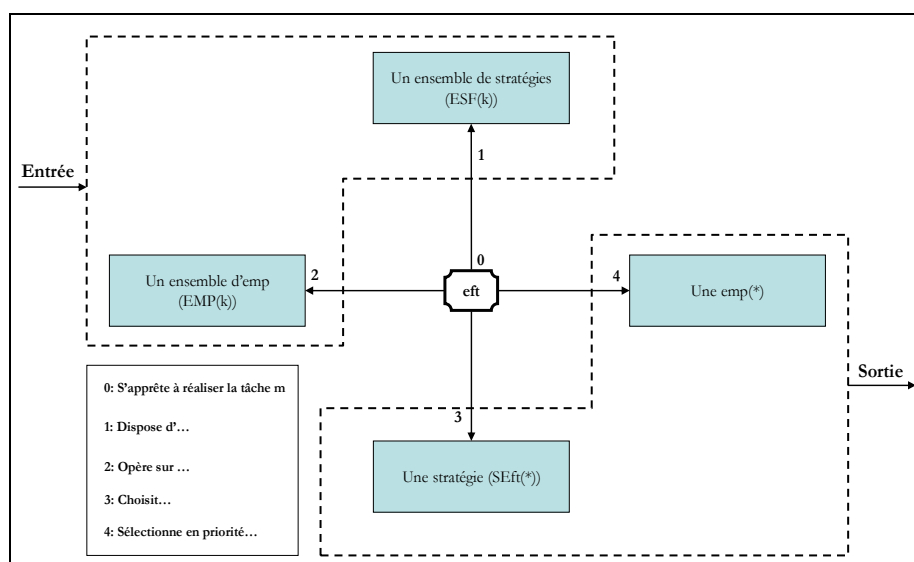 Un ensemble de stratégies
(ESF(k))
Entrée
1
0
Un ensemble d'emp
(EMP(k))
2
eft
4
Une emp(*)
Sortie
0: S'apprête à réaliser la tâche m
1: Dispose d'…
2: Opère sur …
3: Choisit…
4: Sélectionne en priorité…
3
Une stratégie (SEft(*))